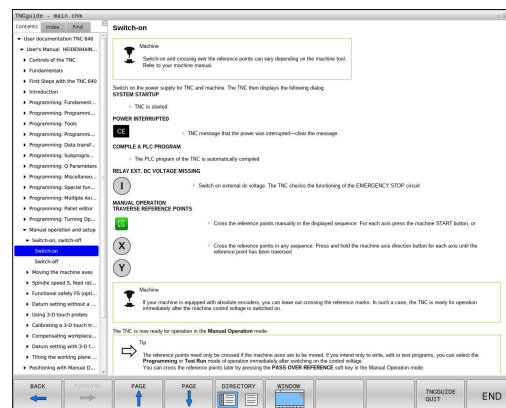 TNCguide - main.chm
Contents Index Find
User documentation TNC 640
User's Manual HEIDENHAIN...
Controls of the TNC
Fundamentals
First Steps with the TNC 640
Introduction
Programming: Fundament...
Programming: Programmi...
Programming: Tools
Programming: Programmi...
Programming: Data transf...
Programming: Subprogra...
Programming: Q Parameters
Programming: Miscellaneo...
Programming: Special fun...
Programming: Multiple Axi...
Programming: Pallet editor
Programming: Turning Op...
Manual operation and setup
Switch-on, switch-off
Switch-on
Switch-off
Moving the machine axes
Spindle speed S, feed rat...
Functional safety FS (opti...
Datum setting without a ...
Using 3-D touch probes
Calibrating a 3-D touch tr...
Compensating workpiece...
Datum setting with 3-D t...
Tilting the working plane ...
Positioning with Manual D...
Switch-on
Machine
Switch-on and crossing over the reference points can vary depending on the machine tool.
Refer to your machine manual.
Switch on the power supply for TNC and machine. The TNC then displays the following dialog:
SYSTEM STARTUP
TNC is started
POWER INTERRUPTED
CE
TNC message that the power was interrupted—clear the message
COMPILE A PLC PROGRAM
The PLC program of the TNC is automatically compiled
RELAY EXT. DC VOLTAGE MISSING
I
Switch on external dc voltage. The TNC checks the functioning of the EMERGENCY STOP circuit
MANUAL OPERATION
TRAVERSE REFERENCE POINTS
Cross the reference points manually in the displayed sequence: For each axis press the machine START button, or
X
Cross the reference points in any sequence: Press and hold the machine axis direction button for each axis until the
reference point has been traversed
Y
Machine
If your machine is equipped with absolute encoders, you can leave out crossing the reference marks. In such a case, the TNC is ready for operation
immediately after the machine control voltage is switched on.
The TNC is now ready for operation in the Manual Operation mode.
Tip
The reference points need only be crossed if the machine axes are to be moved. If you intend only to write, edit or test programs, you can select the
Programming or Test Run mode of operation immediately after switching on the control voltage.
You can cross the reference points later by pressing the PASS OVER REFERENCE soft key in the Manual Operation mode.
BACK FORWARD PAGE PAGE DIRECTORY WINDOW TNCGUIDE QUIT END